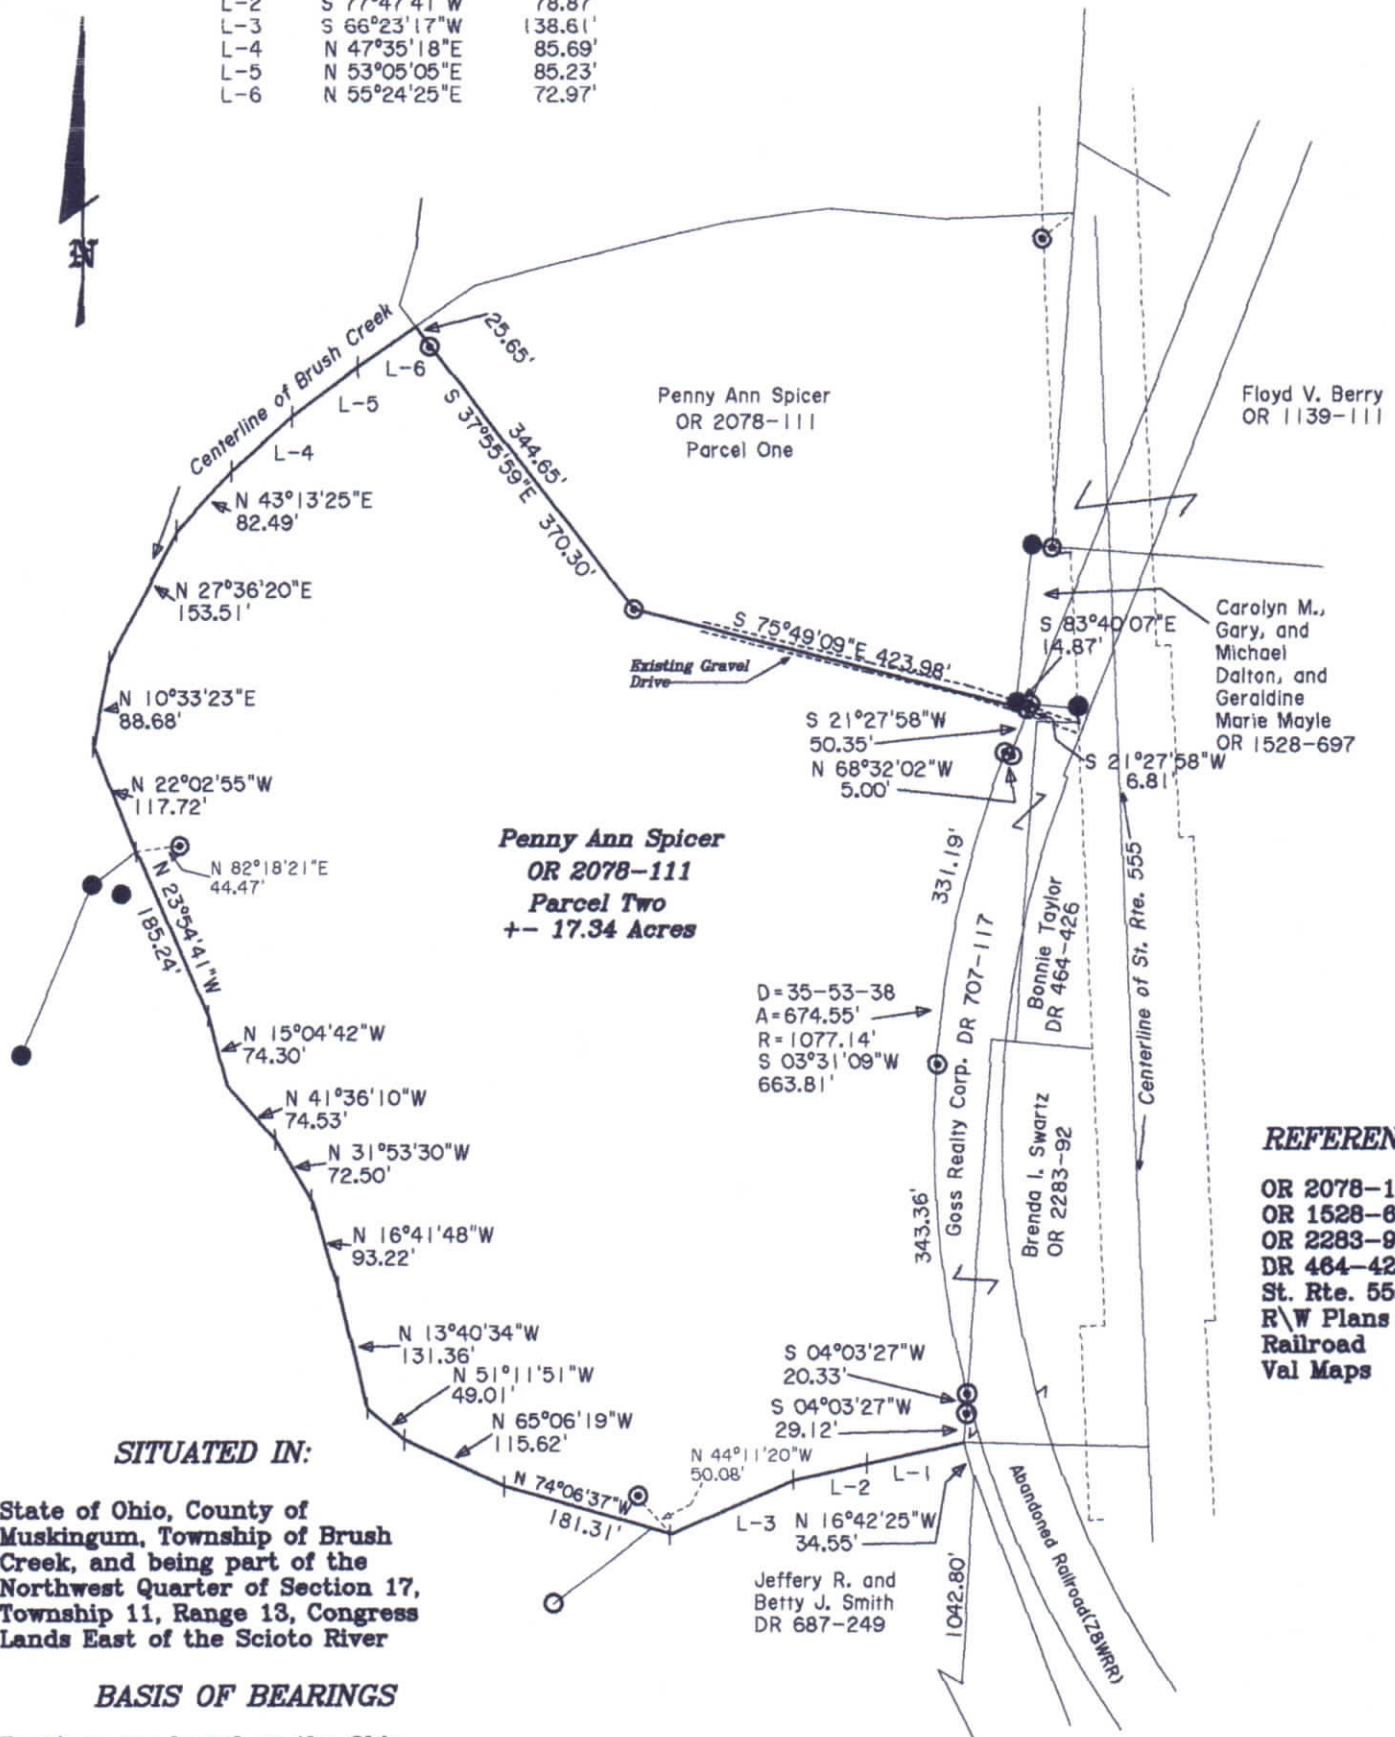 L-2 S 77°47'41"W 78.87'
L-3 S 66°23'17"W 138.61'
L-4 N 47°35'18"E 85.69'
L-5 N 53°05'05"E 85.23'
L-6 N 55°24'25"E 72.97'
N
Centerline of Brush Creek
25.65'
L-6
L-5
L-4
S 37°55'59"E 370.30'
344.65'
Penny Ann Spicer
OR 2078-111
Parcel One
Floyd V. Berry
OR 1139-111
N 43°13'25"E
82.49'
N 27°36'20"E
153.51'
S 75°49'09"E 423.98'
Existing Gravel
Drive
S 83°40'07"E
14.87'
Carolyn M.,
Gary, and
Michael
Dalton, and
Geraldine
Marie Mayle
OR 1528-697
N 10°33'23"E
88.68'
S 21°27'58"W
50.35'
N 68°32'02"W
5.00'
S 21°27'58"W
6.81'
N 22°02'55"W
117.72'
N 82°18'21"E
44.47'
N 23°54'41"W
185.24'
Penny Ann Spicer
OR 2078-111
Parcel Two
+- 17.34 Acres
331.19'
Goss Realty Corp. DR 707-117
Bonnie Taylor
DR 464-426
Centerline of St. Rte. 555
D=35-53-38
A=674.55'
R=1077.14'
S 03°31'09"W
663.81'
N 15°04'42"W
74.30'
N 41°36'10"W
74.53'
N 31°53'30"W
72.50'
N 16°41'48"W
93.22'
343.36'
Brenda I. Swartz
OR 2283-92
REFEREN
OR 2078-1
OR 1528-6
OR 2283-9
DR 464-42
St. Rte. 55
R\W Plans
Railroad
Val Maps
N 13°40'34"W
131.36'
N 51°11'51"W
49.01'
N 65°06'19"W
115.62'
N 74°06'37"W
181.31'
N 44°11'20"W
50.08'
S 04°03'27"W
20.33'
S 04°03'27"W
29.12'
L-1
L-2
L-3
N 16°42'25"W
34.55'
Jeffery R. and
Betty J. Smith
DR 687-249
1042.80'
Abandoned Railroad(Z&WRR)
SITUATED IN:
State of Ohio, County of
Muskingum, Township of Brush
Creek, and being part of the
Northwest Quarter of Section 17,
Township 11, Range 13, Congress
Lands East of the Scioto River
BASIS OF BEARINGS